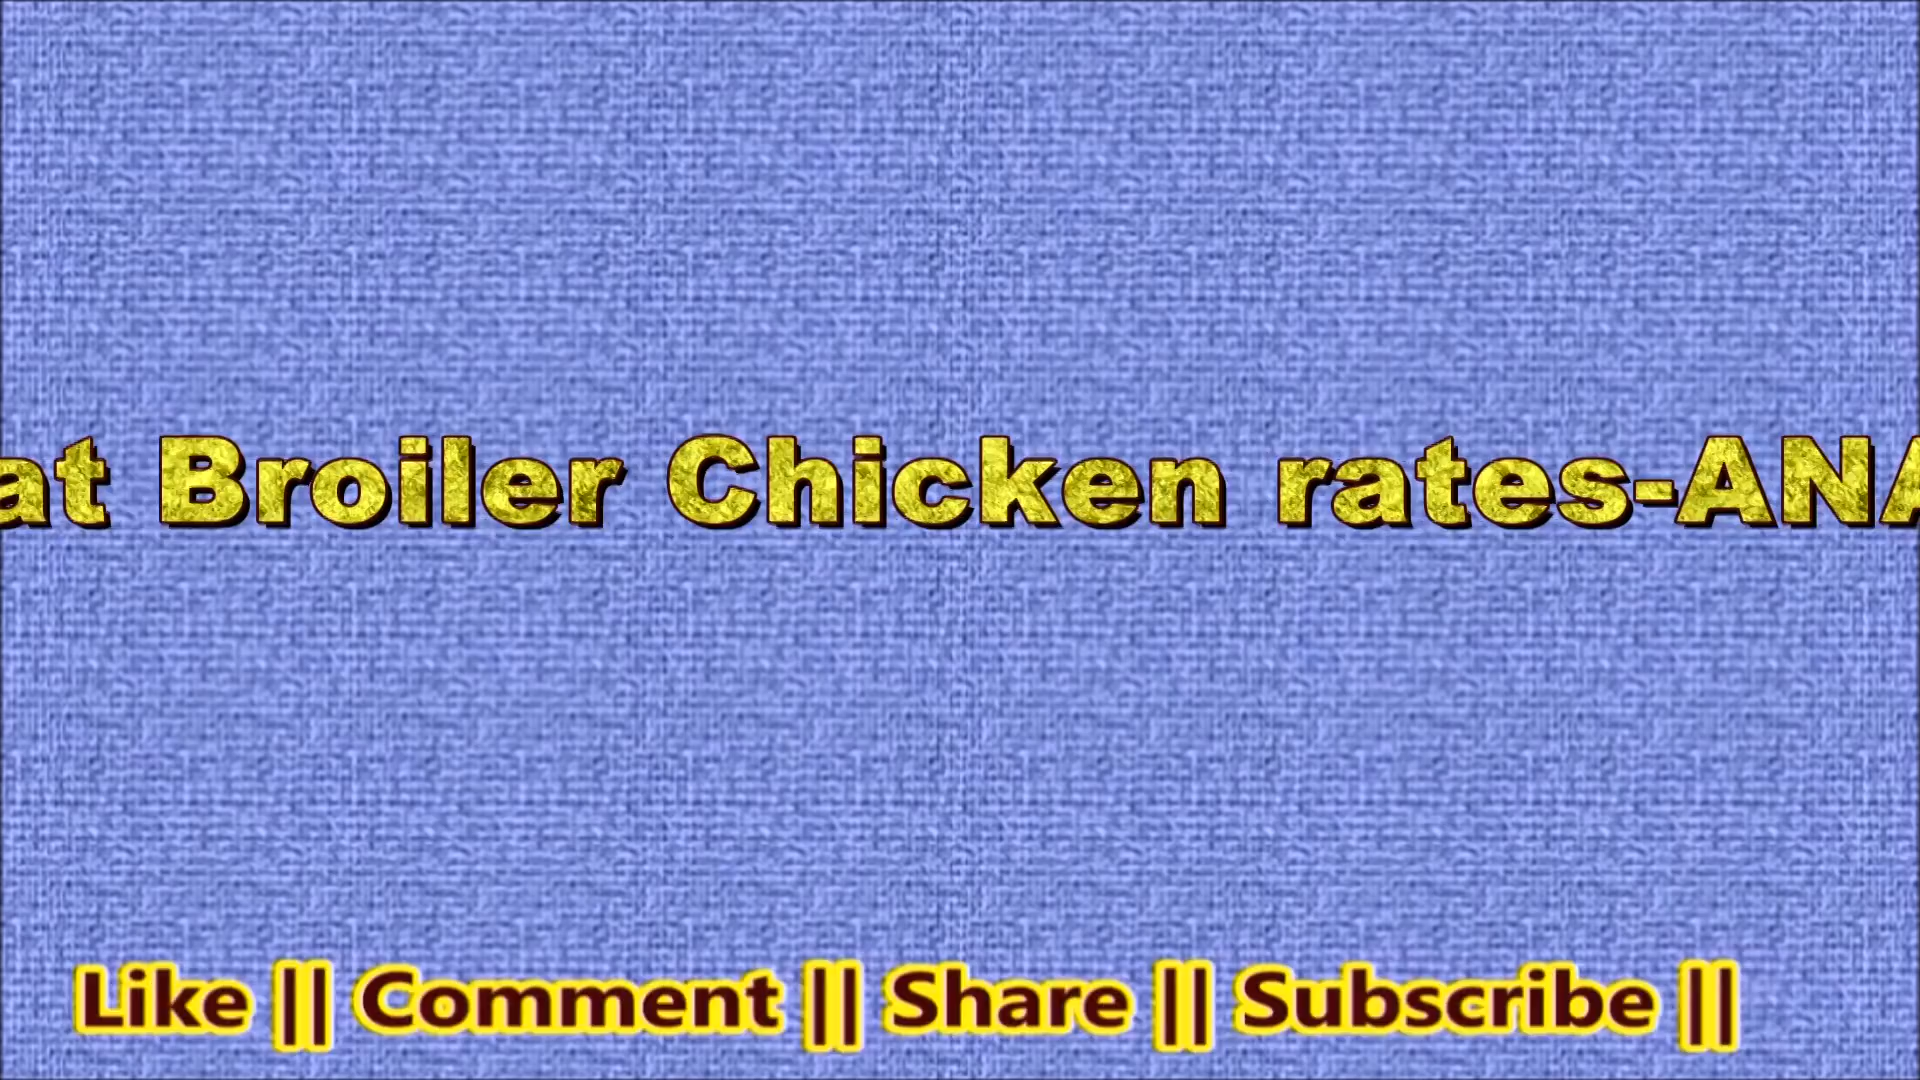 at Broiler Chicken rates-ANA
Like || Comment || Share || Subscribe ||